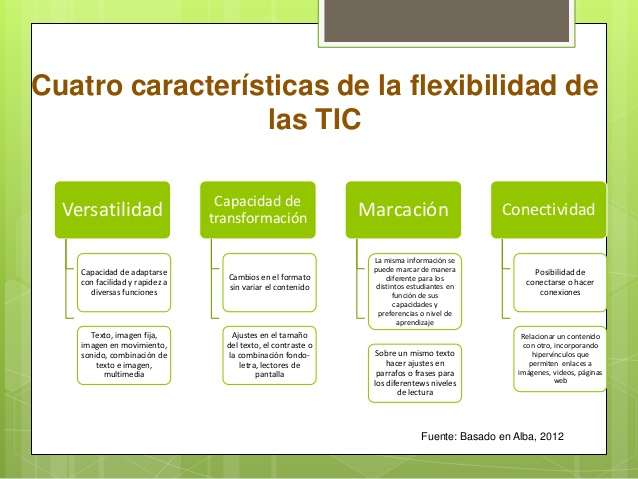 Cuatro características de la flexibilidad de
las TIC
Versatilidad
Capacidad de adaptarse
con facilidad y rapidez a
diversas funciones
Texto, imagen fija,
imagen en movimiento,
sonido, combinación de
texto e imagen,
multimedia
Capacidad de
transformación
Cambios en el formato
sin variar el contenido
Ajustes en el tamaño
del texto, el contraste o
la combinación fondo-
letra, lectores de
pantalla
Marcación
La misma información se
puede marcar de manera
diferente para los
distintos estudiantes en
función de sus
capacidades y
preferencias o nivel de
aprendizaje
Sobre un mismo texto
hacer ajustes en
parrafos o frases para
los diferentews niveles
de lectura
Conectividad
Posibilidad de
conectarse o hacer
conexiones
Relacionar un contenido
con otro, incorporando
hipervínculos que
permiten enlaces a
imágenes, videos, páginas
web
Fuente: Basado en Alba, 2012